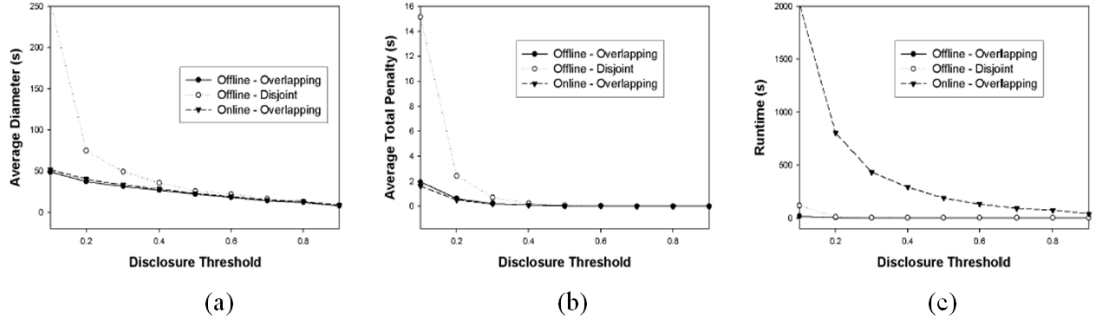 250
200
150
100
50
0
Average Diameter (s)
Offline - Overlapping
Offline - Disjoint
Online - Overlapping
0.2 0.4 0.6 0.8
Disclosure Threshold
(a)
16
14
12
10
8
6
4
2
0
Average Total Penalty (s)
Offline - Overlapping
Offline - Disjoint
Online - Overlapping
0.2 0.4 0.6 0.8
Disclosure Threshold
(b)
2000
1500
1000
500
0
Runtime (s)
Offline - Overlapping
Offline - Disjoint
Online - Overlapping
0.2 0.4 0.6 0.8
Disclosure Threshold
(c)